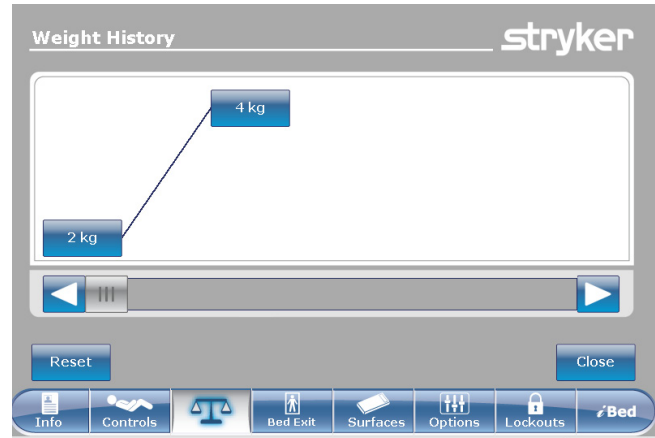 Weight History
stryker
4 kg
2 kg
Reset
Close
Info
Controls
Bed Exit
Surfaces
Options
Lockouts
iBed